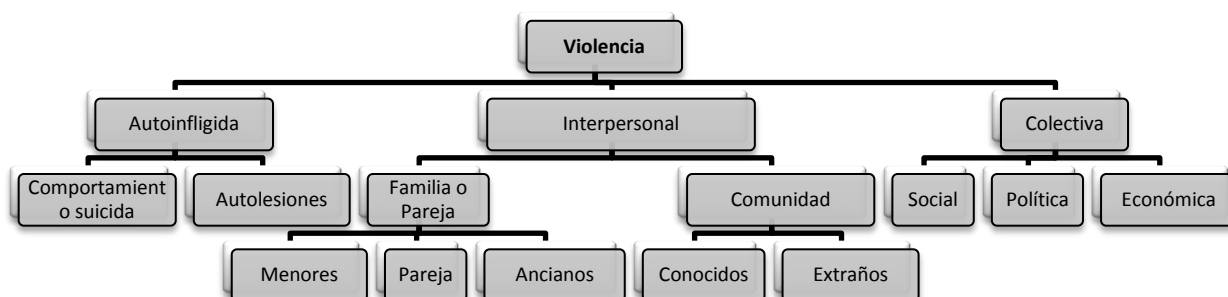 Violencia
Autoinfligida
Interpersonal
Colectiva
Comportamient
o suicida
Autolesiones
Familia o
Pareja
Comunidad
Social
Política
Económica
Menores
Pareja
Ancianos
Conocidos
Extraños